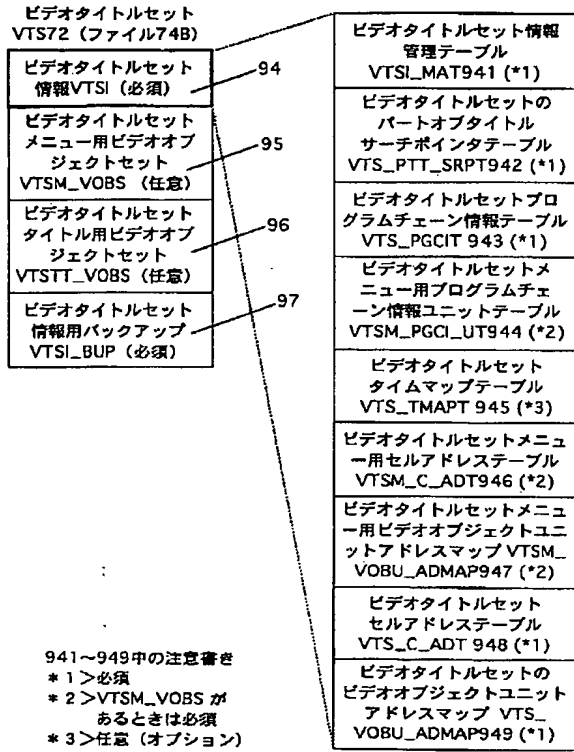 ビデオタイトルセット
VTS72（ファイル74B）
ビデオタイトルセット
情報VTSI（必須）
94
ビデオタイトルセット
メニュー用ビデオオブ
ジェクトセット
VTSM_VOBS （任意）
95
ビデオタイトルセット
タイトル用ビデオオブ
ジェクトセット
VTSTT_VOBS（任意）
96
ビデオタイトルセット
情報用バックアップ
VTSI_BUP（必須）
97
ビデオタイトルセット情報
管理テーブル
VTSI_MAT941 (*1)
ビデオタイトルセットの
パートオブタイトル
サーチポインタテーブル
VTS_PTT_SRPT942 (*1)
ビデオタイトルセットプロ
グラムチェーン情報テーブル
VTS_PGCIT 943 (*1)
ビデオタイトルセットメ
ニュー用プログラムチェ
ーン情報ユニットテーブル
VTSM_PGCI_UT944 (*2)
ビデオタイトルセット
タイムマップテーブル
VTS_TMAPT 945 (*3)
ビデオタイトルセットメニュ
ー用セルアドレステーブル
VTSM_C_ADT946 (*2)
ビデオタイトルセットメニュ
ー用ビデオオブジェクトユニ
ットアドレスマップ VTSM_
VOBU_ADMAP947 (*2)
ビデオタイトルセット
セルアドレステーブル
VTS_C_ADT 948 (*1)
ビデオタイトルセットの
ビデオオブジェクトユニット
アドレスマップ VTS_
VOBU_ADMAP949 (*1)
941～949中の注意書き
＊1＞必須
＊2＞VTSM_VOBS が
あるときは必須
＊3＞任意（オプション）